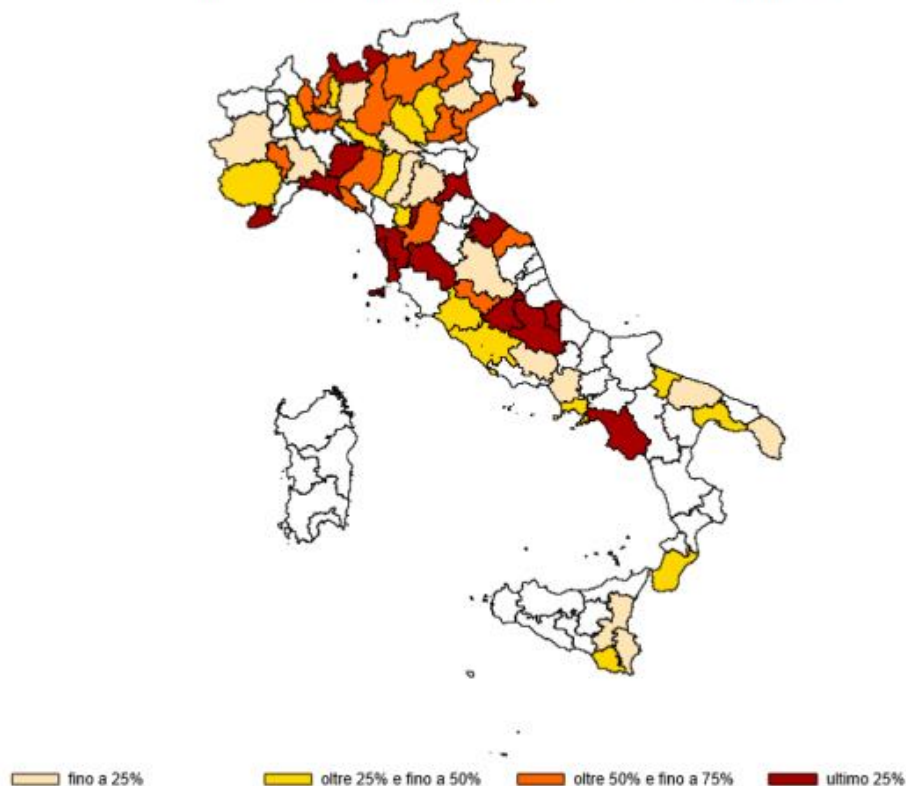 fino a 25%
oltre 25% e fino a 50%
oltre 50% e fino a 75%
ultimo 25%